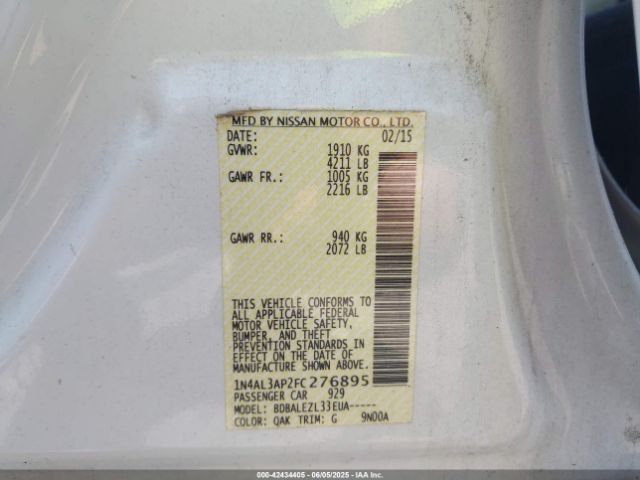 MFD BY NISSAN MOTOR CO., LTD.
DATE: 02/15
GVWR: 1910 KG
4211 LB
GAWR FR.: 1005 KG
2216 LB
GAWR RR.: 940 KG
2072 LB
THIS VEHICLE CONFORMS TO
ALL APPLICABLE FEDERAL
MOTOR VEHICLE SAFETY,
BUMPER, AND THEFT
PREVENTION STANDARDS IN
EFFECT ON THE DATE OF
MANUFACTURE SHOWN ABOVE.
1N4AL3AP2FC276895
PASSENGER CAR 929
MODEL: BDBALEZL33EUA-----
COLOR: QAK TRIM: G 9N00A
000-42434405 - 06/05/2025 - IAA Inc.